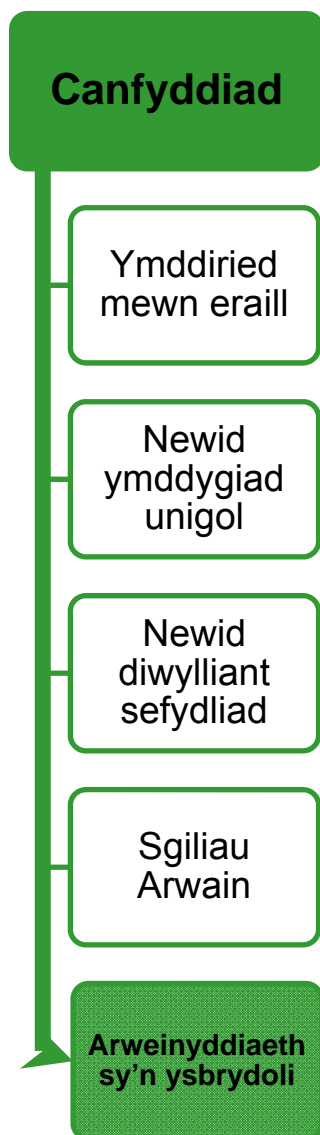 Canfyddiad
Ymddiried
mewn eraill
Newid
ymddygiad
unigol
Newid
diwylliant
sefydliad
Sgiliau
Arwain
Arweinyddiaeth
sy'n ysbrydoli